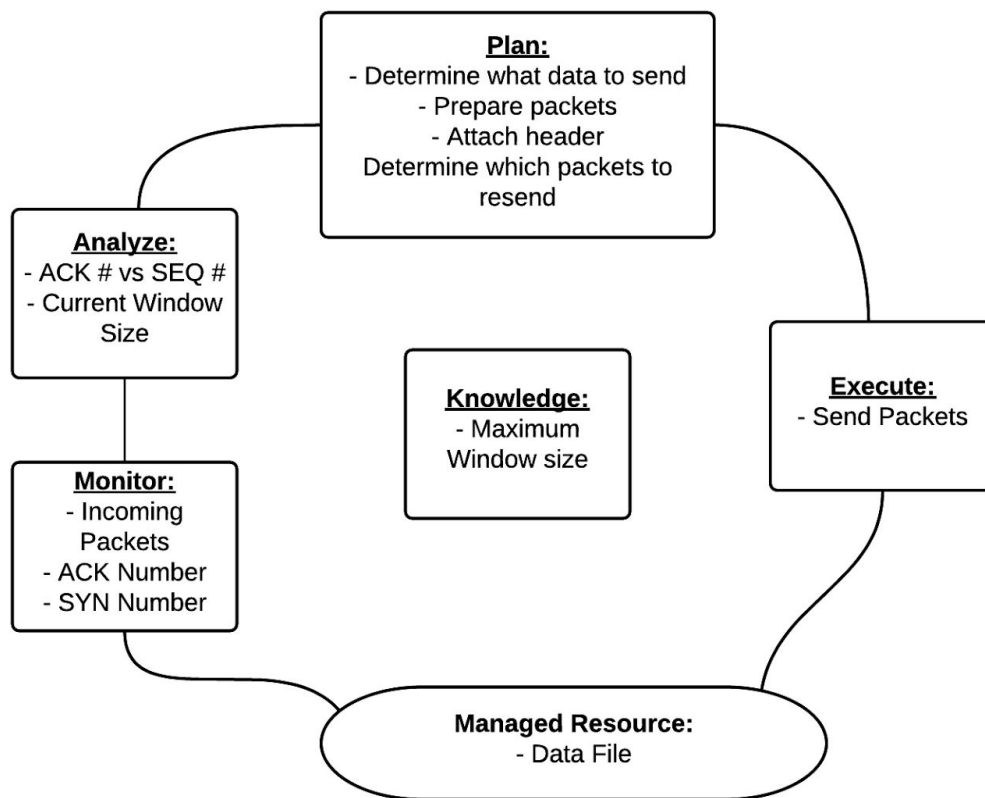 Plan:
- Determine what data to send
- Prepare packets
- Attach header
Determine which packets to
resend
Analyze:
- ACK # vs SEQ #
- Current Window
Size
Knowledge:
- Maximum
Window size
Execute:
- Send Packets
Monitor:
- Incoming
Packets
- ACK Number
- SYN Number
Managed Resource:
- Data File